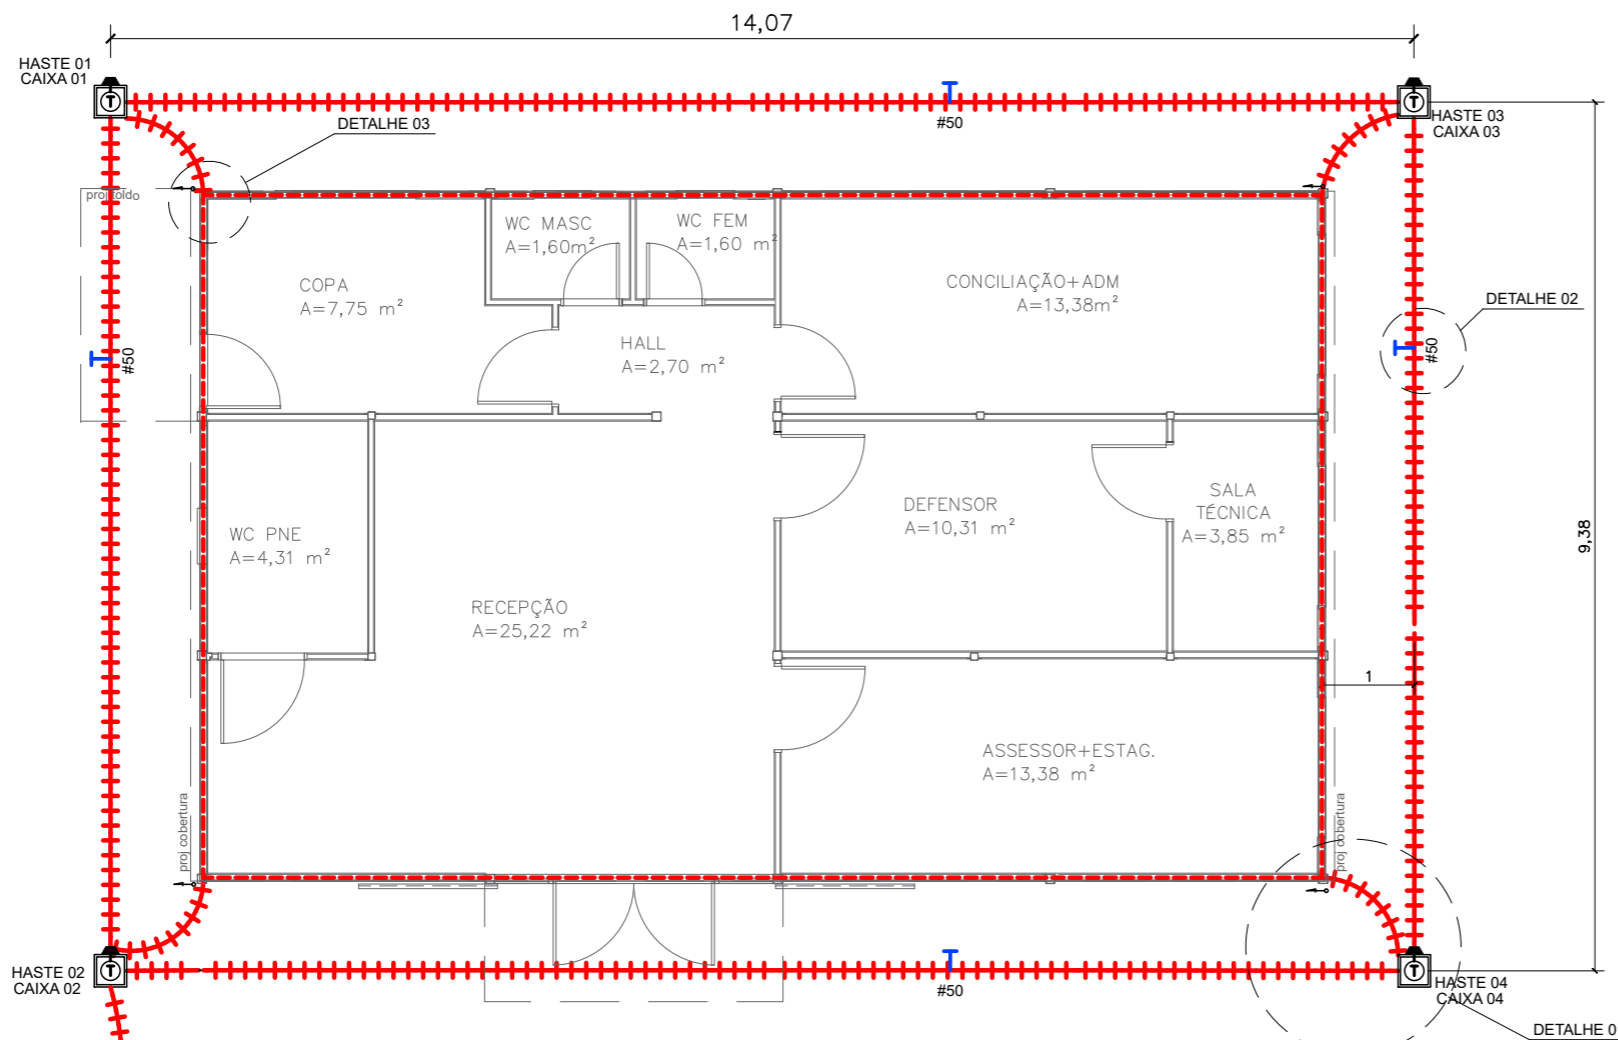 14,07
HASTE 01
CAIXA 01
T
T
T
HASTE 03
CAIXA 03
#50
DETALHE 03
proj toldo
WC MASC
A=1,60m²
WC FEM
A=1,60 m²
COPA
A=7,75 m²
CONCILIAÇÃO+ADM
A=13,38m²
DETALHE 02
HALL
A=2,70 m²
T
#50
T
#50
DEFENSOR
A=10,31 m²
SALA
TÉCNICA
A=3,85 m²
WC PNE
A=4,31 m²
9,38
RECEPÇÃO
A=25,22 m²
1
ASSESSOR+ESTAG.
A=13,38 m²
proj cobertura
proj cobertura
HASTE 02
CAIXA 02
T
T
T
#50
HASTE 04
CAIXA 04
DETALHE 0